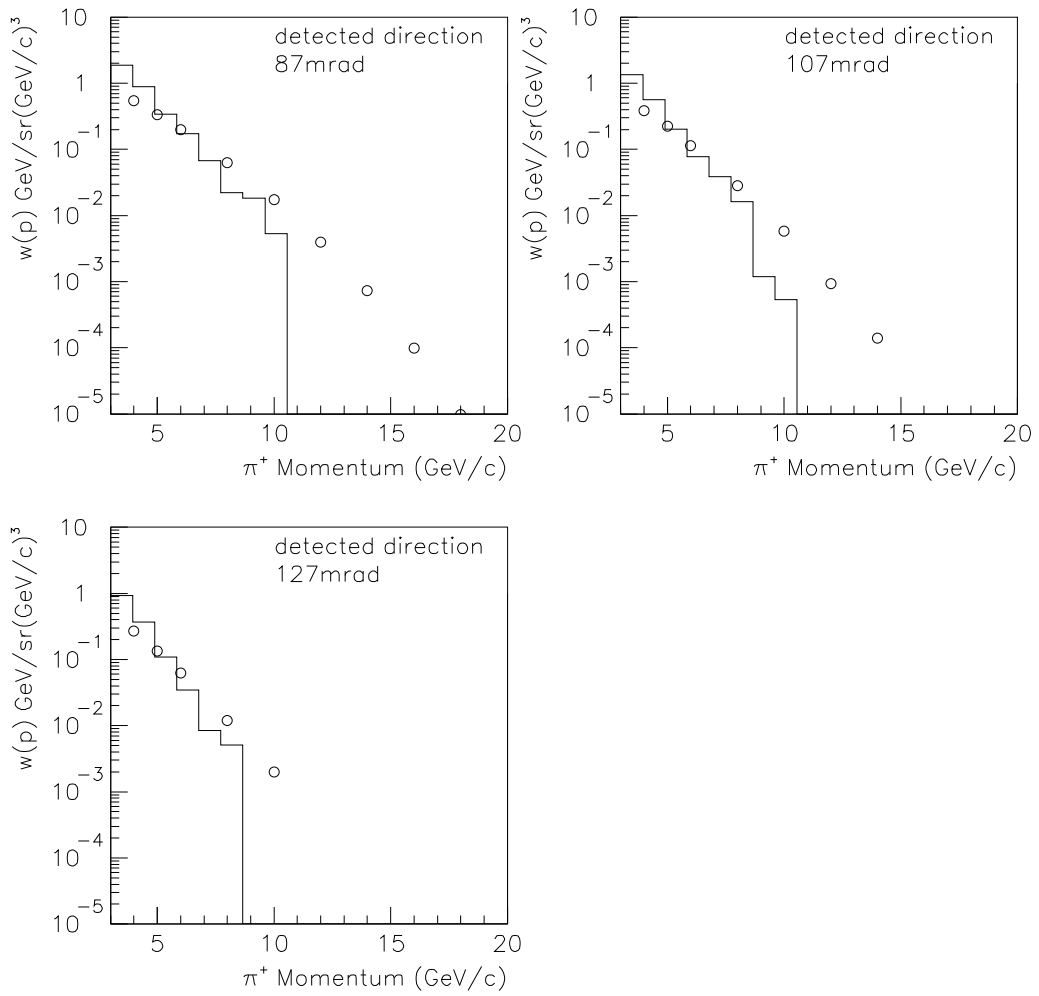 w(p) GeV/sr(GeV/c)³
10
1
10⁻¹
10⁻²
10⁻³
10⁻⁴
10⁻⁵
detected direction
87mrad
5 10 15 20
π⁺ Momentum (GeV/c)
w(p) GeV/sr(GeV/c)³
10
1
10⁻¹
10⁻²
10⁻³
10⁻⁴
10⁻⁵
detected direction
107mrad
5 10 15 20
π⁺ Momentum (GeV/c)
w(p) GeV/sr(GeV/c)³
10
1
10⁻¹
10⁻²
10⁻³
10⁻⁴
10⁻⁵
detected direction
127mrad
5 10 15 20
π⁺ Momentum (GeV/c)